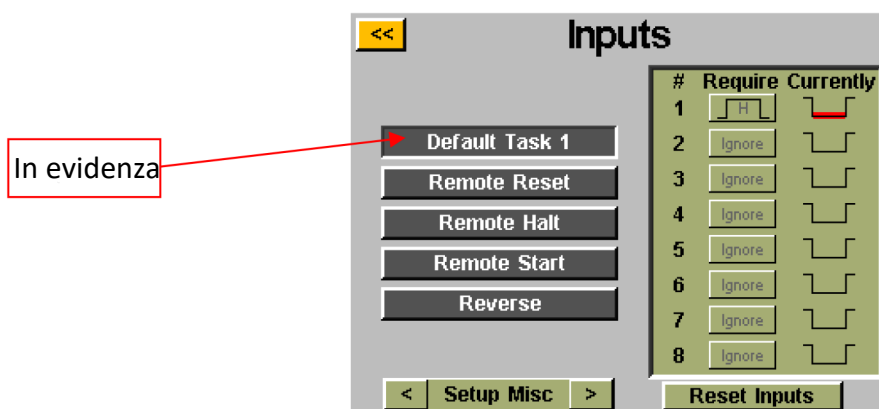 <<
Inputs
# Require Currently
1 H
In evidenza
Default Task 1
2 Ignore
Remote Reset
3 Ignore
Remote Halt
4 Ignore
Remote Start
5 Ignore
Reverse
6 Ignore
7 Ignore
8 Ignore
< Setup Misc >
Reset Inputs